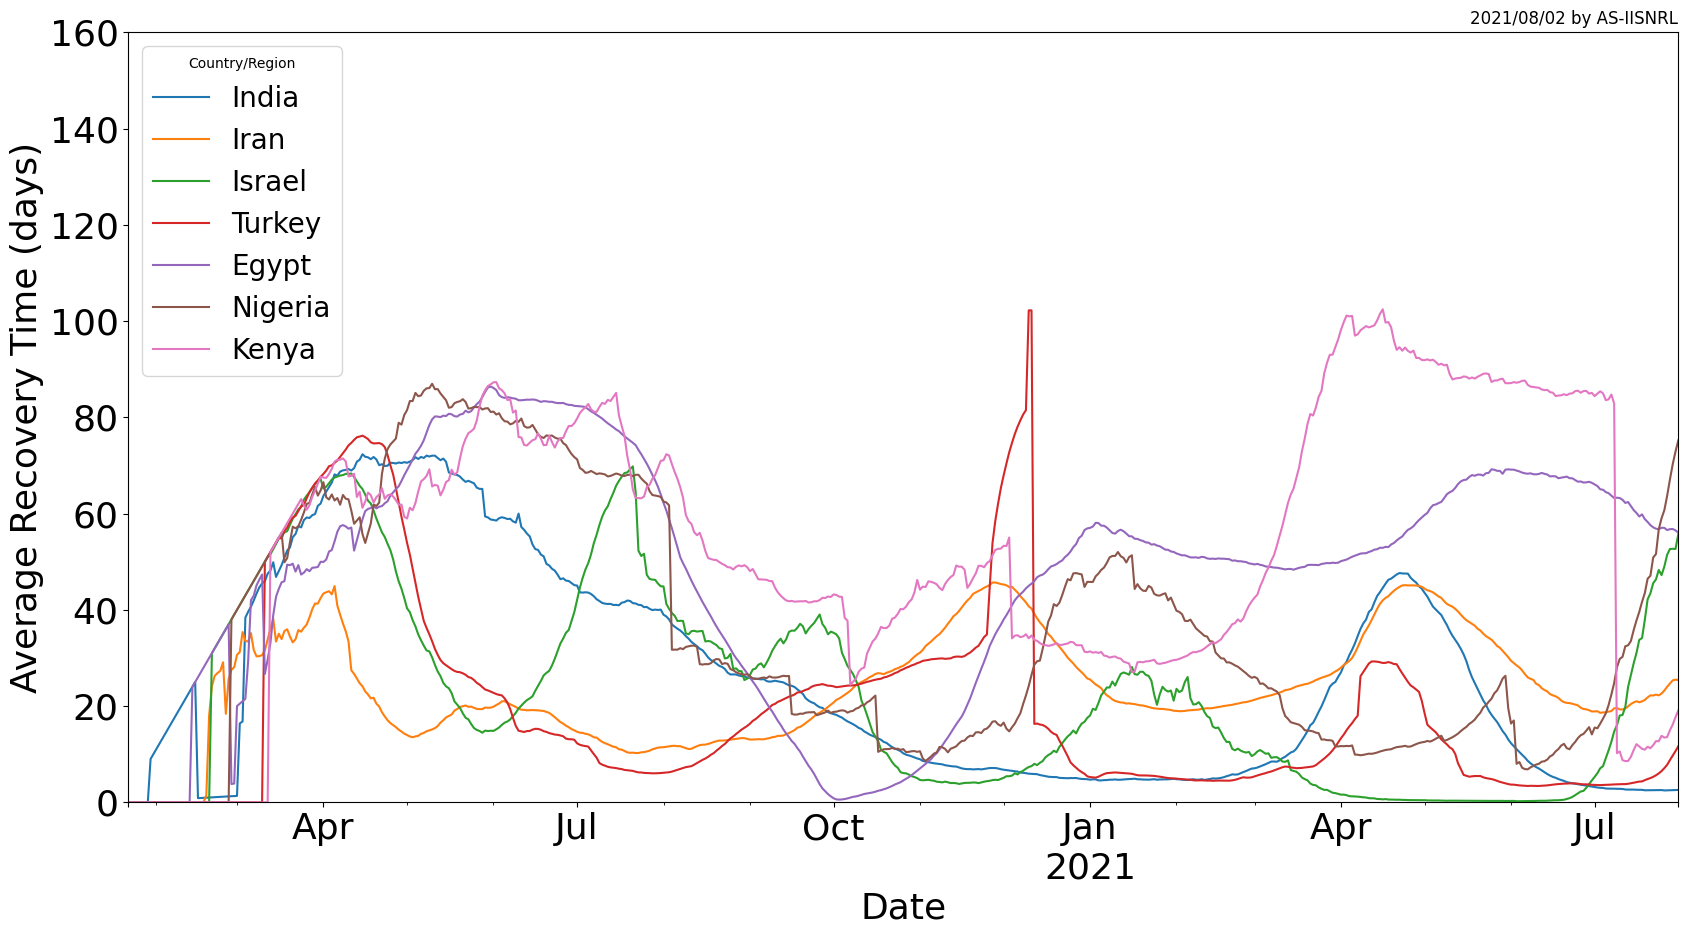 2021/08/02 by AS-IISNRL
Average Recovery Time (days)
160
140
120
100
80
60
40
20
0
Country/Region
India
Iran
Israel
Turkey
Egypt
Nigeria
Kenya
Apr
Jul
Oct
Jan
2021
Apr
Jul
Date